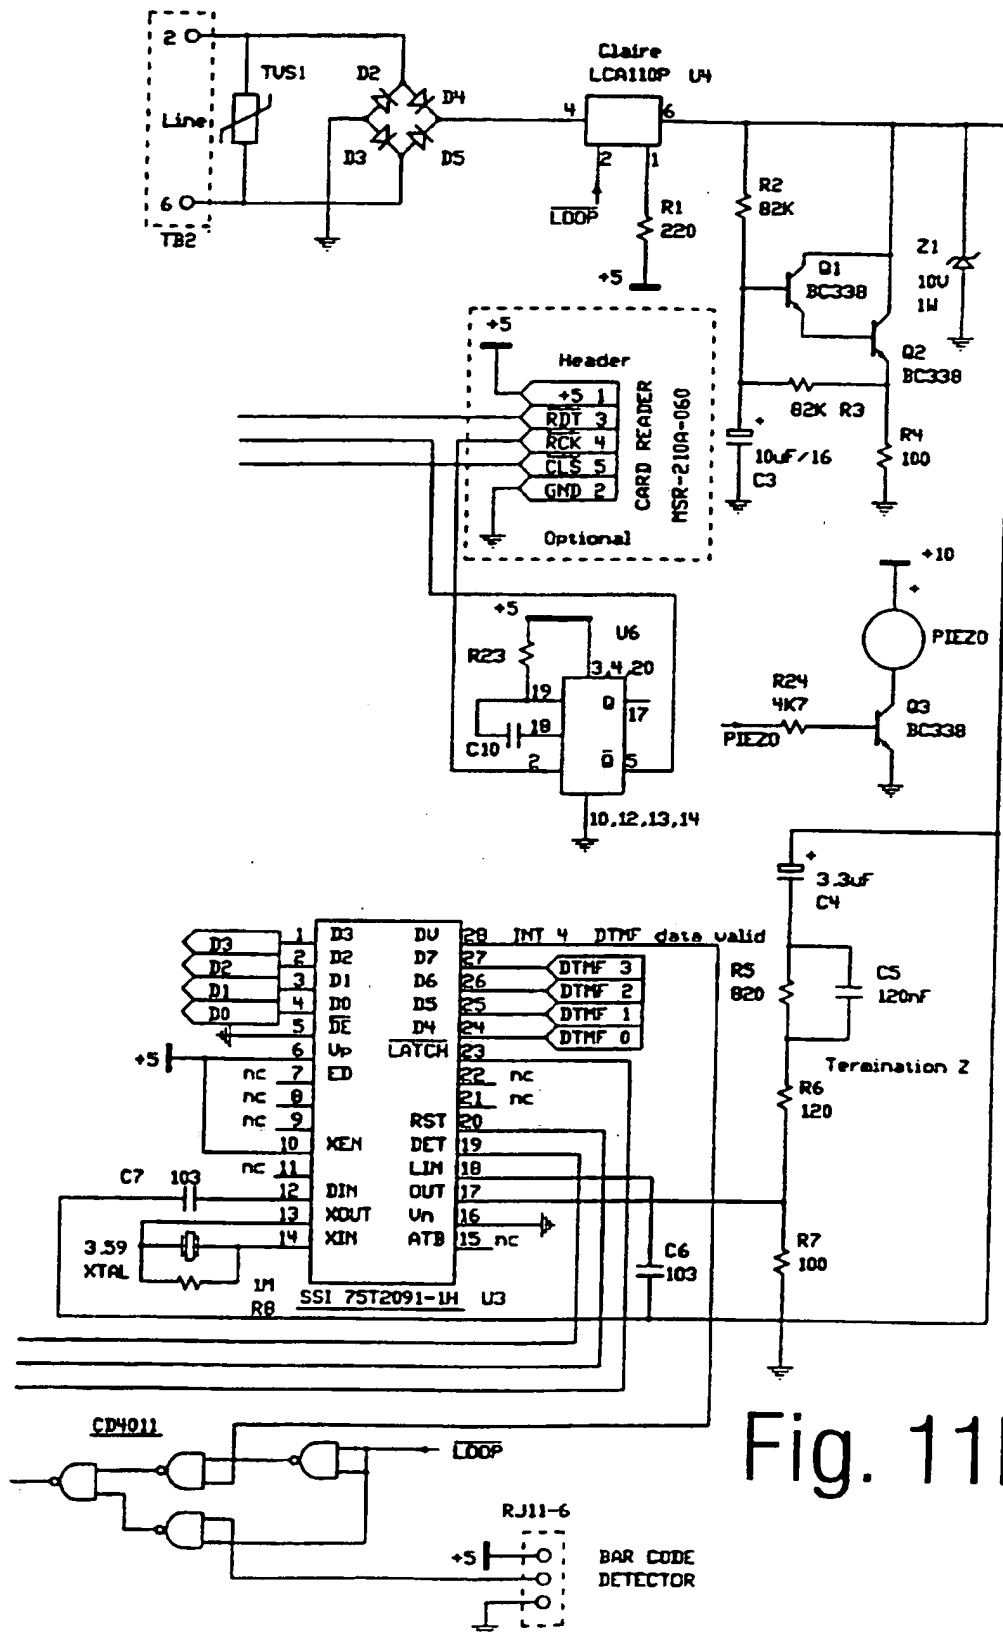 2
TVS1
D2
D4
Line
D3
D5
6
TB2
Claire
LCA110P U4
4
6
2
1
LOOP
R1
220
+5
R2
82K
Q1
BC338
Z1
10V
1W
Q2
BC338
82K R3
+
10uF/16
C3
R4
100
+5
Header
+5 1
RDT 3
RCK 4
CLS 5
GND 2
Optional
CARD READER
MSR-210A-060
+10
+
PIEZO
R24
4K7
PIEZO
Q3
BC338
+5
U6
R23
3,4,20
19
Q
17
18
C10
2
Q
5
10,12,13,14
+
3.3uF
C4
R5
820
C5
120nF
Termination Z
R6
120
R7
100
D3 1 D3 DV 28 INT 4 DTMF data valid
D2 2 D2 D7 27 DTMF 3
D1 3 D1 D6 26 DTMF 2
D0 4 D0 D5 25 DTMF 1
5 DE D4 24 DTMF 0
+5 6 Vp LATCH 23
nc 7 ED 22 nc
nc 8 21 nc
nc 9 RST 20
10 XEN DET 19
nc 11 LIN 18
C7 103 12 DIN OUT 17
13 XOUT Vn 16
14 XIN ATB 15 nc
3.59
XTAL
1M
R8
SSI 75T2091-1H U3
C6
103
CD4011
LOOP
Fig. 11
RJ11-6
+5
BAR CODE
DETECTOR